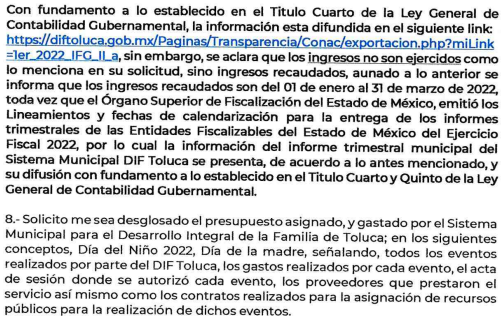 Con fundamento a lo establecido en el Titulo Cuarto de la Ley General de
Contabilidad Gubernamental, la información esta difundida en el siguiente link:
https://diftoluca.gob.mx/Paginas/Transparencia/Conac/exportacion.php?miLink
=1er_2022_IFG_II_a, sin embargo, se aclara que los ingresos no son ejercidos como
lo menciona en su solicitud, sino ingresos recaudados, aunado a lo anterior se
informa que los ingresos recaudados son del 01 de enero al 31 de marzo de 2022,
toda vez que el Órgano Superior de Fiscalización del Estado de México, emitió los
Lineamientos y fechas de calendarización para la entrega de los informes
trimestrales de las Entidades Fiscalizables del Estado de México del Ejercicio
Fiscal 2022, por lo cual la información del informe trimestral municipal del
Sistema Municipal DIF Toluca se presenta, de acuerdo a lo antes mencionado, y
su difusión con fundamento a lo establecido en el Titulo Cuarto y Quinto de la Ley
General de Contabilidad Gubernamental.
8.- Solicito me sea desglosado el presupuesto asignado, y gastado por el Sistema
Municipal para el Desarrollo Integral de la Familia de Toluca; en los siguientes
conceptos, Día del Niño 2022, Día de la madre, señalando, todos los eventos
realizados por parte del DIF Toluca, los gastos realizados por cada evento, el acta
de sesión donde se autorizó cada evento, los proveedores que prestaron el
servicio así mismo como los contratos realizados para la asignación de recursos
públicos para la realización de dichos eventos.